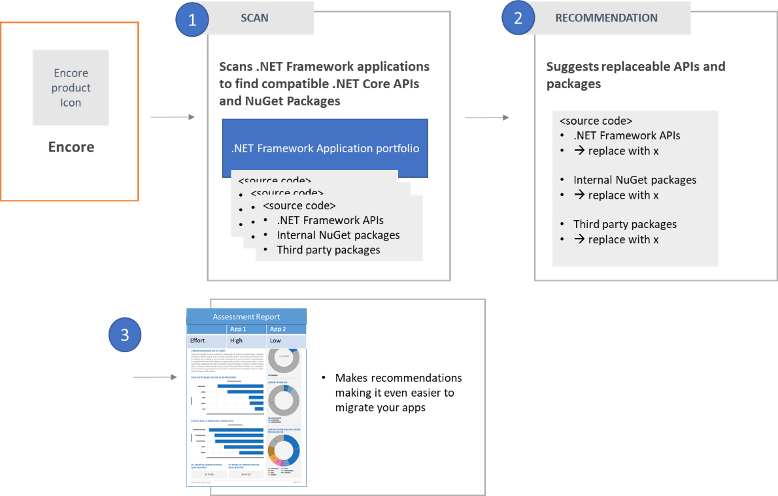 Encore
product
Icon
Encore
1
SCAN
Scans .NET Framework applications
to find compatible .NET Core APIs
and NuGet Packages
.NET Framework Application portfolio
<source code>
<source code>
<source code>
• .NET Framework APIs
• Internal NuGet packages
• Third party packages
2
RECOMMENDATION
Suggests replaceable APIs and
packages
<source code>
• .NET Framework APIs
• → replace with x
• Internal NuGet packages
• → replace with x
• Third party packages
• → replace with x
3
Assessment Report
App 1 App 2
Effort High Low
• Makes recommendations
making it even easier to
migrate your apps